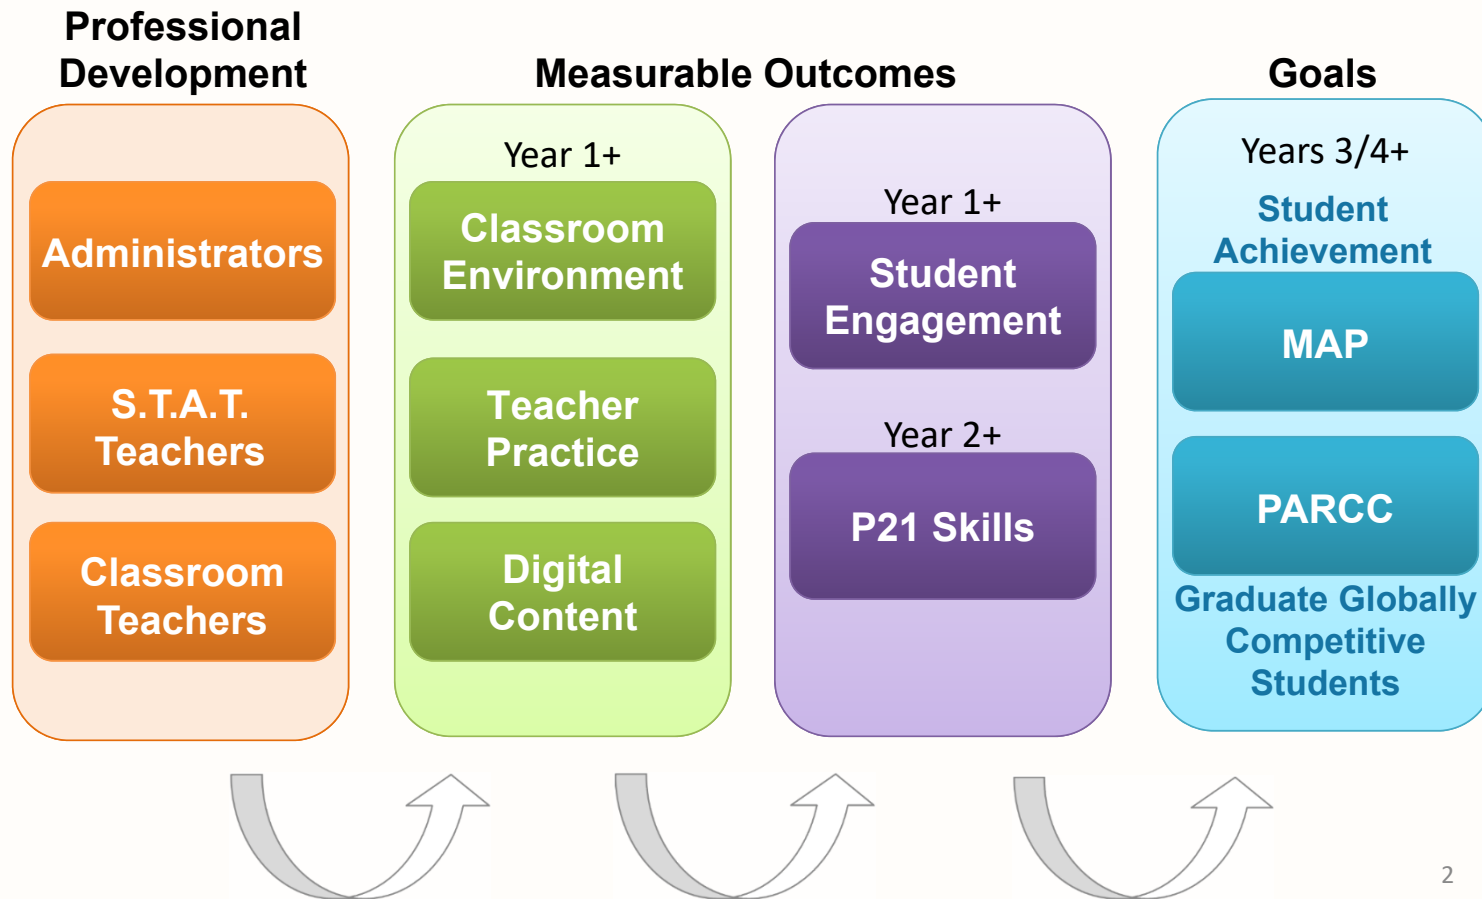 Professional
Development
Measurable Outcomes
Goals
Administrators
S.T.A.T.
Teachers
Classroom
Teachers
Year 1+
Classroom
Environment
Teacher
Practice
Digital
Content
Year 1+
Student
Engagement
Year 2+
P21 Skills
Years 3/4+
Student
Achievement
MAP
PARCC
Graduate Globally
Competitive
Students
2